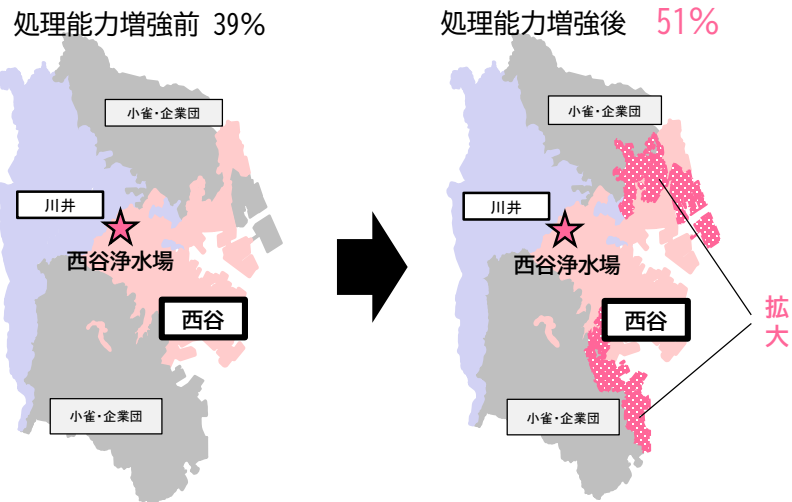 処理能力増強前 39%
小雀・企業団
川井
西谷浄水場
西谷
小雀・企業団
処理能力増強後 51%
小雀・企業団
川井
西谷浄水場
西谷
拡大
小雀・企業団